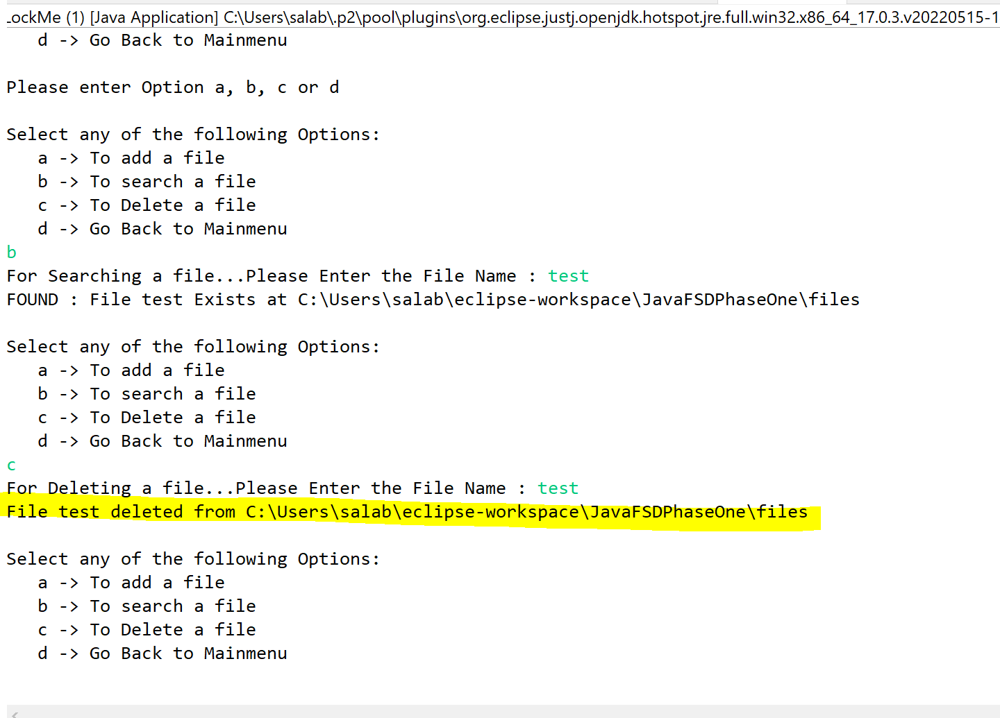 LockMe (1) [Java Application] C:\Users\salab\.p2\pool\plugins\org.eclipse.justj.openjdk.hotspot.jre.full.win32.x86_64_17.0.3.v20220515-1
   d -> Go Back to Mainmenu

Please enter Option a, b, c or d

Select any of the following Options:
   a -> To add a file
   b -> To search a file
   c -> To Delete a file
   d -> Go Back to Mainmenu
b
For Searching a file...Please Enter the File Name : test
FOUND : File test Exists at C:\Users\salab\eclipse-workspace\JavaFSDPhaseOne\files

Select any of the following Options:
   a -> To add a file
   b -> To search a file
   c -> To Delete a file
   d -> Go Back to Mainmenu
c
For Deleting a file...Please Enter the File Name : test
File test deleted from C:\Users\salab\eclipse-workspace\JavaFSDPhaseOne\files

Select any of the following Options:
   a -> To add a file
   b -> To search a file
   c -> To Delete a file
   d -> Go Back to Mainmenu